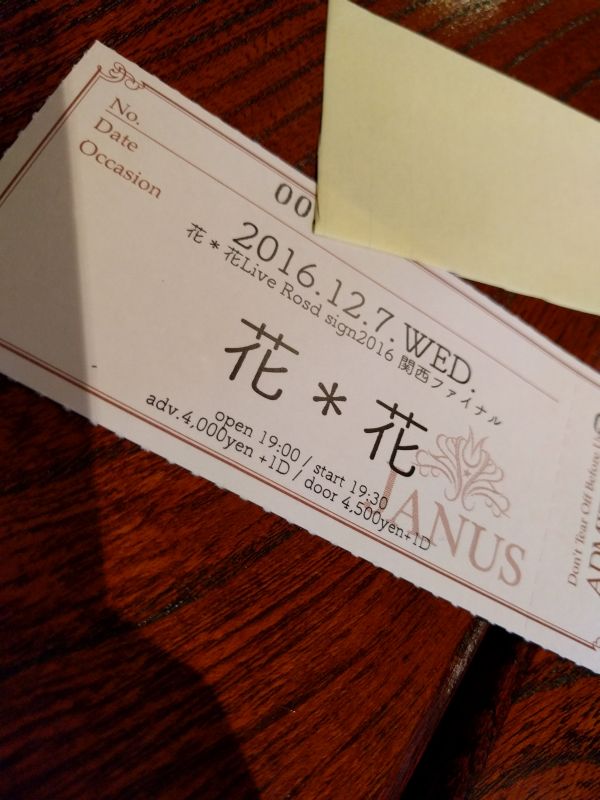 No.
00
Date
2016.12.7.WED.
Occasion
花＊花Live Rosd sign2016 関西ファイナル
花＊花
open 19:00 / start 19:30
adv.4,000yen +1D / door 4,500yen+1D
JANUS
Don't Tear Off Before